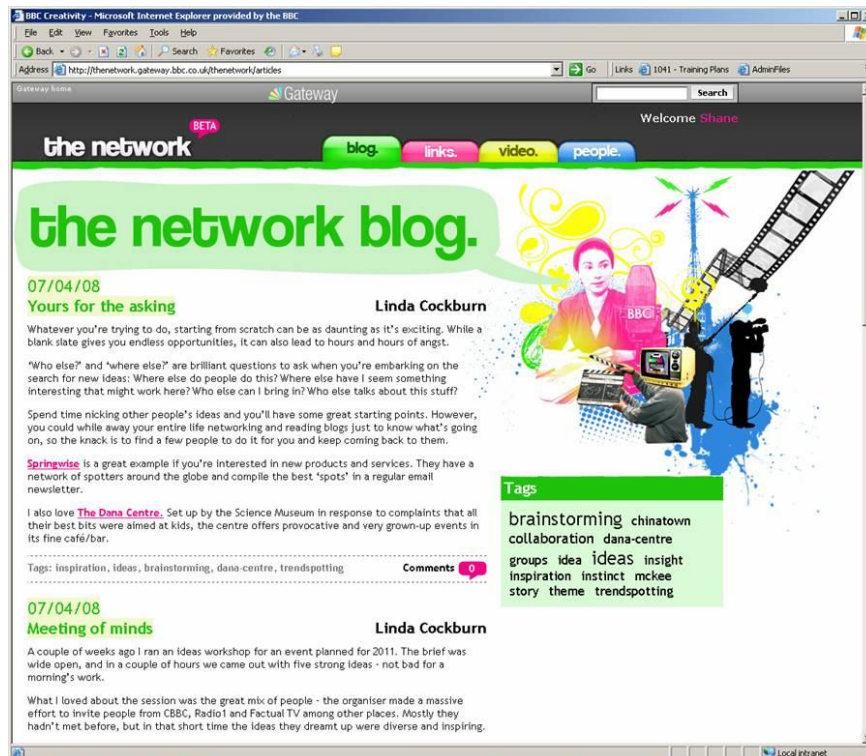 BBC Creativity - Microsoft Internet Explorer provided by the BBC
File Edit View Favorites Tools Help
Back Search Favorites
Address http://thenetwork.gateway.bbc.co.uk/thenetwork/articles Go Links 1041 - Training Plans AdminFiles
Gateway home Gateway Search
Welcome Shane
BETA
the network blog. links. video. people.
the network blog.
BBC
07/04/08
Yours for the asking Linda Cockburn
Whatever you're trying to do, starting from scratch can be as daunting as it's exciting. While a
blank slate gives you endless opportunities, it can also lead to hours and hours of angst.
'Who else?' and 'where else?' are brilliant questions to ask when you're embarking on the
search for new ideas: Where else do people do this? Where else have I seem something
interesting that might work here? Who else can I bring in? Who else talks about this stuff?
Spend time nicking other people's ideas and you'll have some great starting points. However,
you could while away your entire life networking and reading blogs just to know what's going
on, so the knack is to find a few people to do it for you and keep coming back to them.
Springwise is a great example if you're interested in new products and services. They have a
network of spotters around the globe and compile the best 'spots' in a regular email
newsletter.
I also love The Dana Centre. Set up by the Science Museum in response to complaints that all
their best bits were aimed at kids, the centre offers provocative and very grown-up events in
its fine café/bar.
Tags: inspiration, ideas, brainstorming, dana-centre, trendspotting Comments 0
Tags
brainstorming chinatown
collaboration dana-centre
groups idea ideas insight
inspiration instinct mckee
story theme trendspotting
07/04/08
Meeting of minds Linda Cockburn
A couple of weeks ago I ran an ideas workshop for an event planned for 2011. The brief was
wide open, and in a couple of hours we came out with five strong ideas - not bad for a
morning's work.
What I loved about the session was the great mix of people - the organiser made a massive
effort to invite people from CBBC, Radio1 and Factual TV among other places. Mostly they
hadn't met before, but in that short time the ideas they dreamt up were diverse and inspiring.
Local intranet